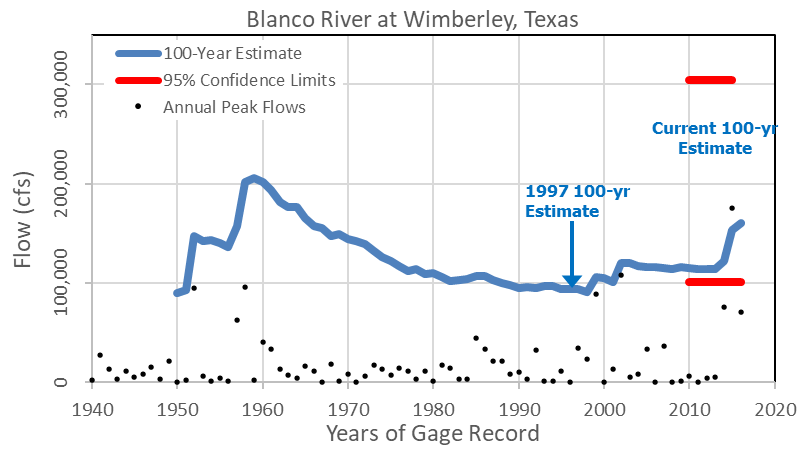 Blanco River at Wimberley, Texas
100-Year Estimate
95% Confidence Limits
Annual Peak Flows
Current 100-yr
Estimate
1997 100-yr
Estimate
Flow (cfs)
300,000
200,000
100,000
0
1940 1950 1960 1970 1980 1990 2000 2010 2020
Years of Gage Record